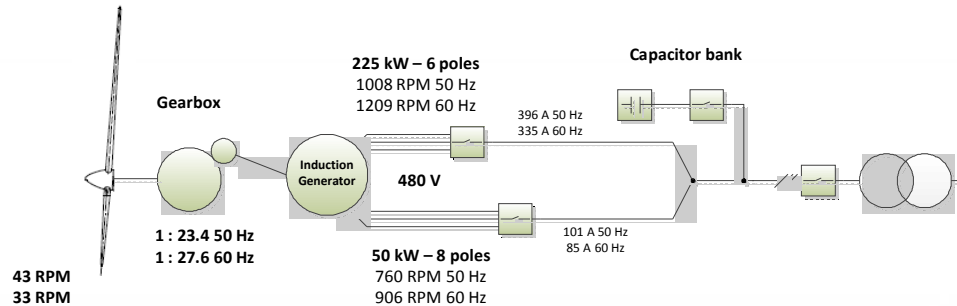 225 kW – 6 poles
1008 RPM 50 Hz
1209 RPM 60 Hz
Capacitor bank
Gearbox
396 A 50 Hz
335 A 60 Hz
Induction
Generator
480 V
1 : 23.4 50 Hz
1 : 27.6 60 Hz
101 A 50 Hz
85 A 60 Hz
50 kW – 8 poles
760 RPM 50 Hz
906 RPM 60 Hz
43 RPM
33 RPM